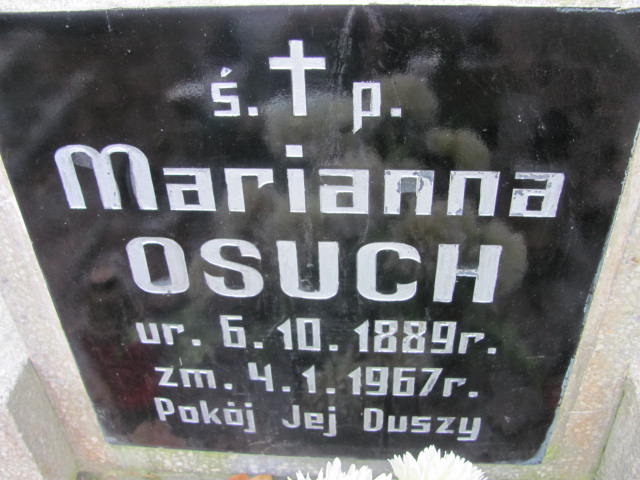 ś. p.
Marianna
OSUCH
ur. 6. 10. 1889r.
zm. 4. 1. 1967r.
Pokój Jej Duszy